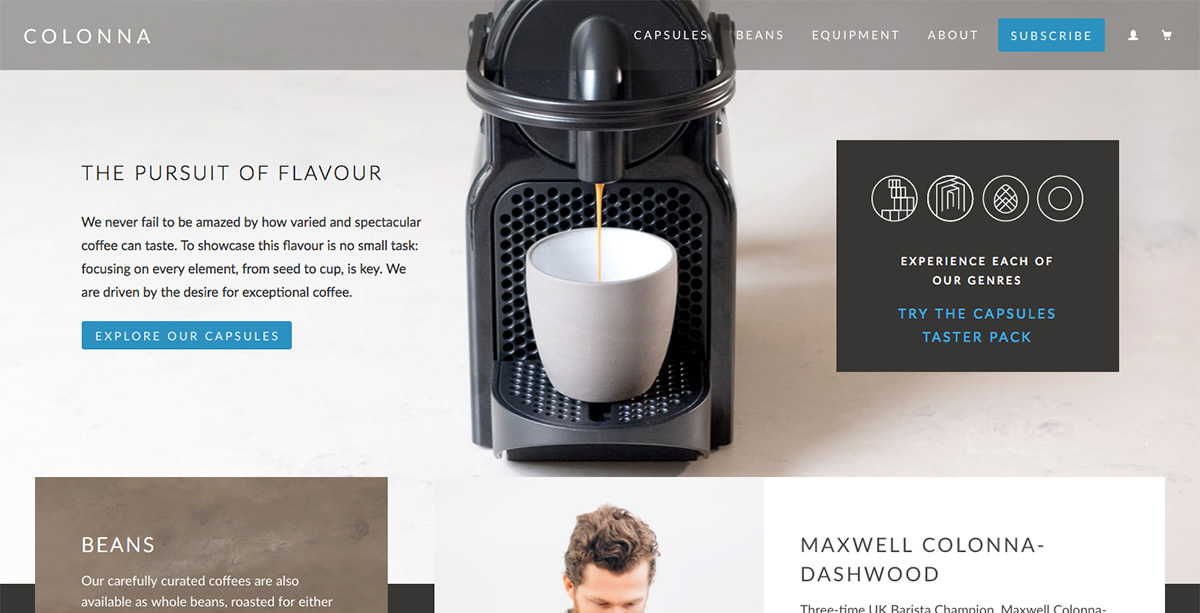 COLONNA
CAPSULES
BEANS
EQUIPMENT
ABOUT
SUBSCRIBE
THE PURSUIT OF FLAVOUR
We never fail to be amazed by how varied and spectacular
coffee can taste. To showcase this flavour is no small task:
focusing on every element, from seed to cup, is key. We
are driven by the desire for exceptional coffee.
EXPLORE OUR CAPSULES
EXPERIENCE EACH OF
OUR GENRES
TRY THE CAPSULES
TASTER PACK
BEANS
Our carefully curated coffees are also
available as whole beans, roasted for either
MAXWELL COLONNA-
DASHWOOD
Three-time UK Barista Champion, Maxwell Colonna-